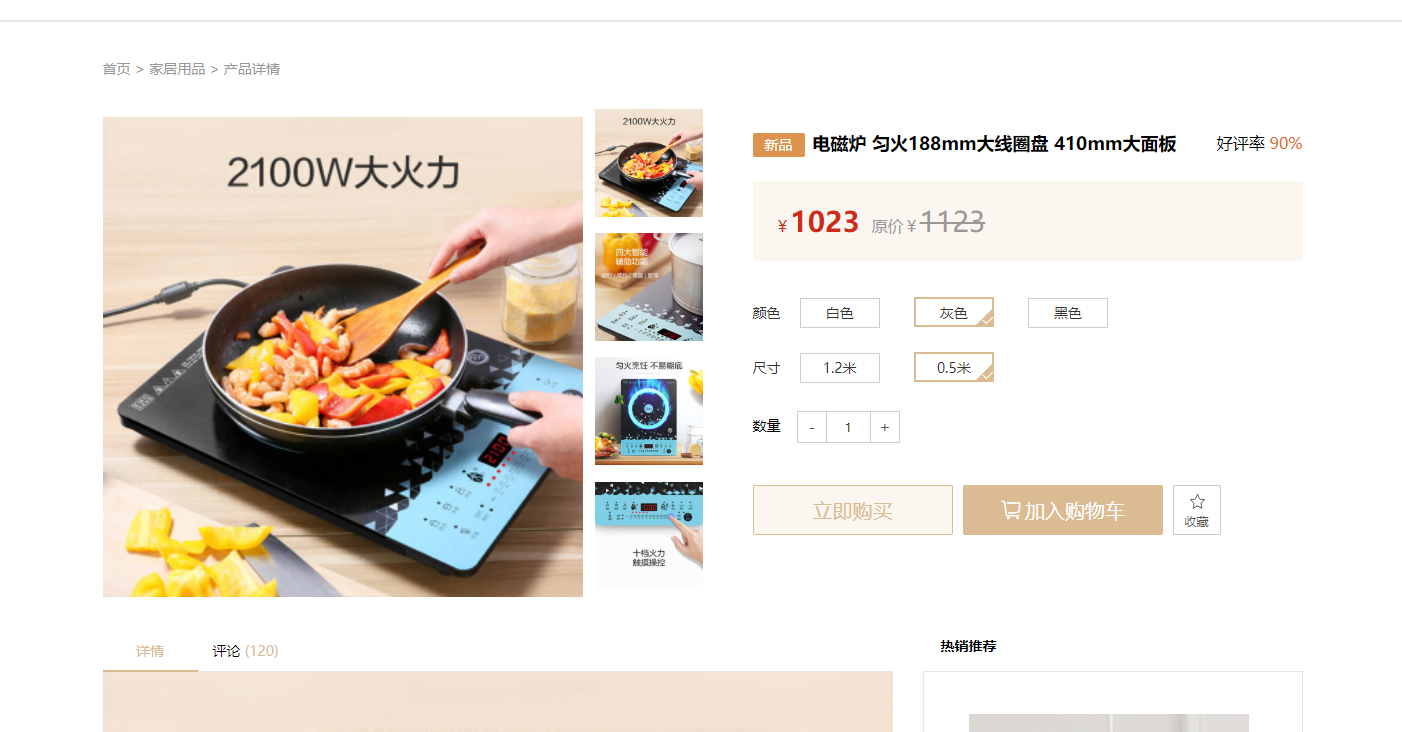 首页 > 家居用品 > 产品详情
2100W大火力
2100
2100W大火力
四大智能
辅助功能
匀火烹饪 不易糊底
十档火力
触摸操控
新品 电磁炉 匀火188mm大线圈盘 410mm大面板 好评率 90%
¥1023 原价¥1123
颜色 白色 灰色 黑色
尺寸 1.2米 0.5米
数量 - 1 +
立即购买 加入购物车 收藏
详情 评论 (120)
热销推荐